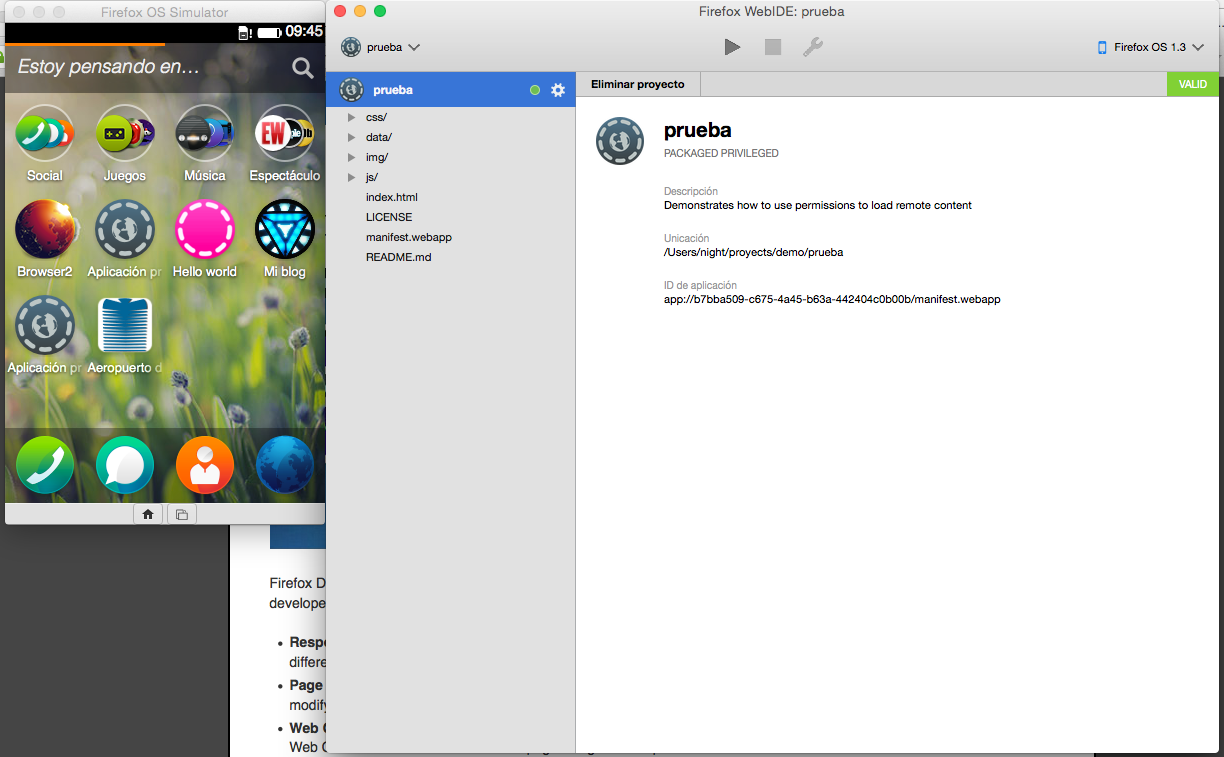 Firefox OS Simulator
09:45
Estoy pensando en…
Social
Juegos
Música
Espectáculo
Browser2
Aplicación pr
Hello world
Mi blog
Aplicación pr
Aeropuerto d
Firefox D
develope
Respe
differe
Page
modify
Web C
Web C
Firefox WebIDE: prueba
prueba
Firefox OS 1.3
prueba
css/
data/
img/
js/
index.html
LICENSE
manifest.webapp
README.md
Eliminar proyecto
VALID
prueba
PACKAGED PRIVILEGED
Descripción
Demonstrates how to use permissions to load remote content
Unicación
/Users/night/proyects/demo/prueba
ID de aplicación
app://b7bba509-c675-4a45-b63a-442404c0b00b/manifest.webapp